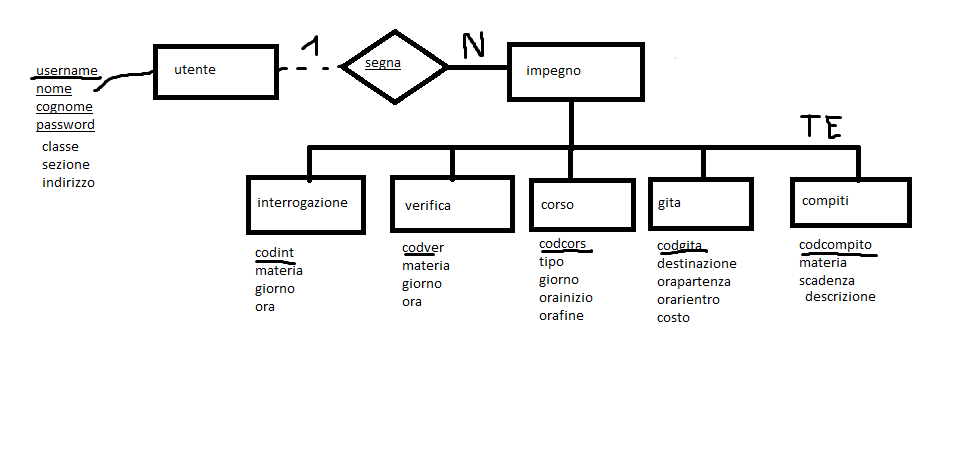 1
N
segna
utente
impegno
username
nome
cognome
password
classe
sezione
indirizzo
TE
interrogazione
verifica
corso
gita
compiti
codint
materia
giorno
ora
codver
materia
giorno
ora
codcors
tipo
giorno
orainizio
orafine
codgita
destinazione
orapartenza
orarientro
costo
codcompito
materia
scadenza
descrizione